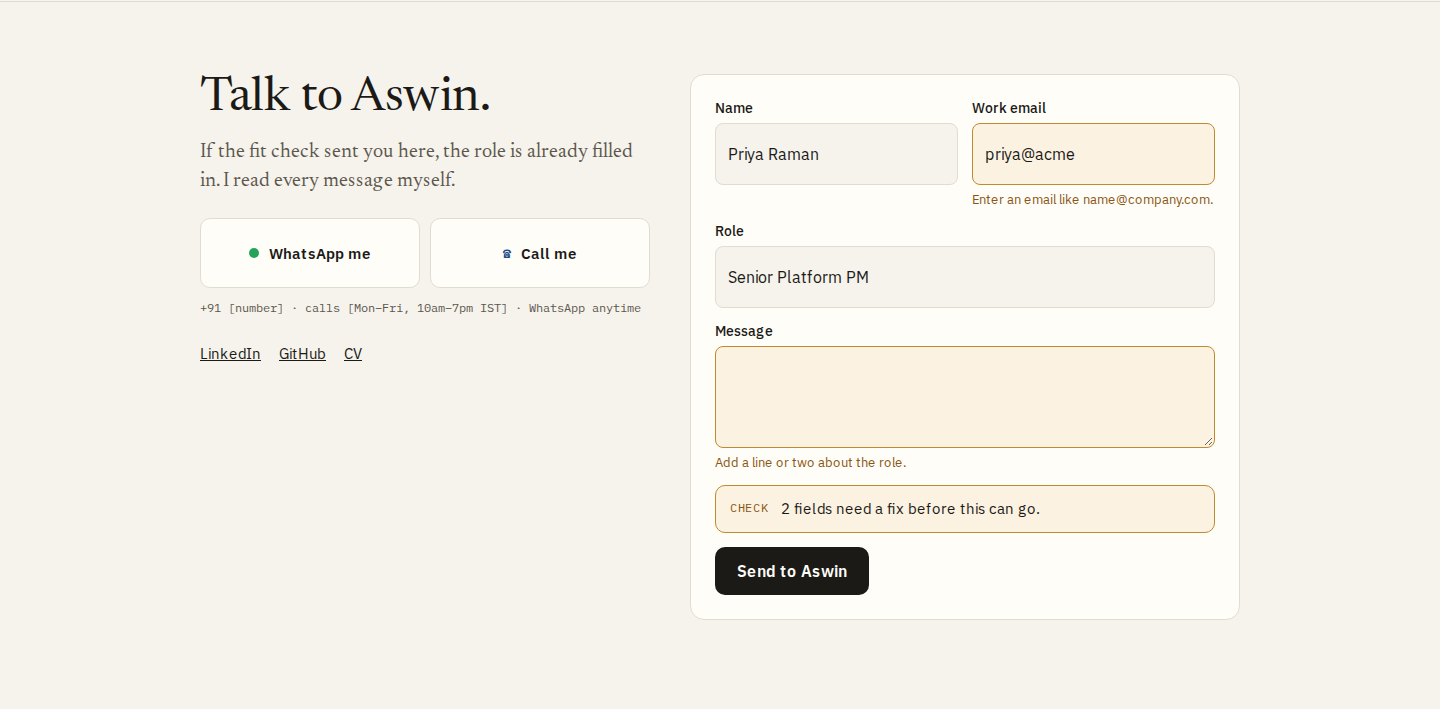 Talk to Aswin.
If the fit check sent you here, the role is already filled
in. I read every message myself.
WhatsApp me
☎ Call me
+91 [number] · calls [Mon–Fri, 10am–7pm IST] · WhatsApp anytime
LinkedIn GitHub CV
Name
Priya Raman
Work email
priya@acme
Enter an email like name@company.com.
Role
Senior Platform PM
Message
Add a line or two about the role.
CHECK 2 fields need a fix before this can go.
Send to Aswin